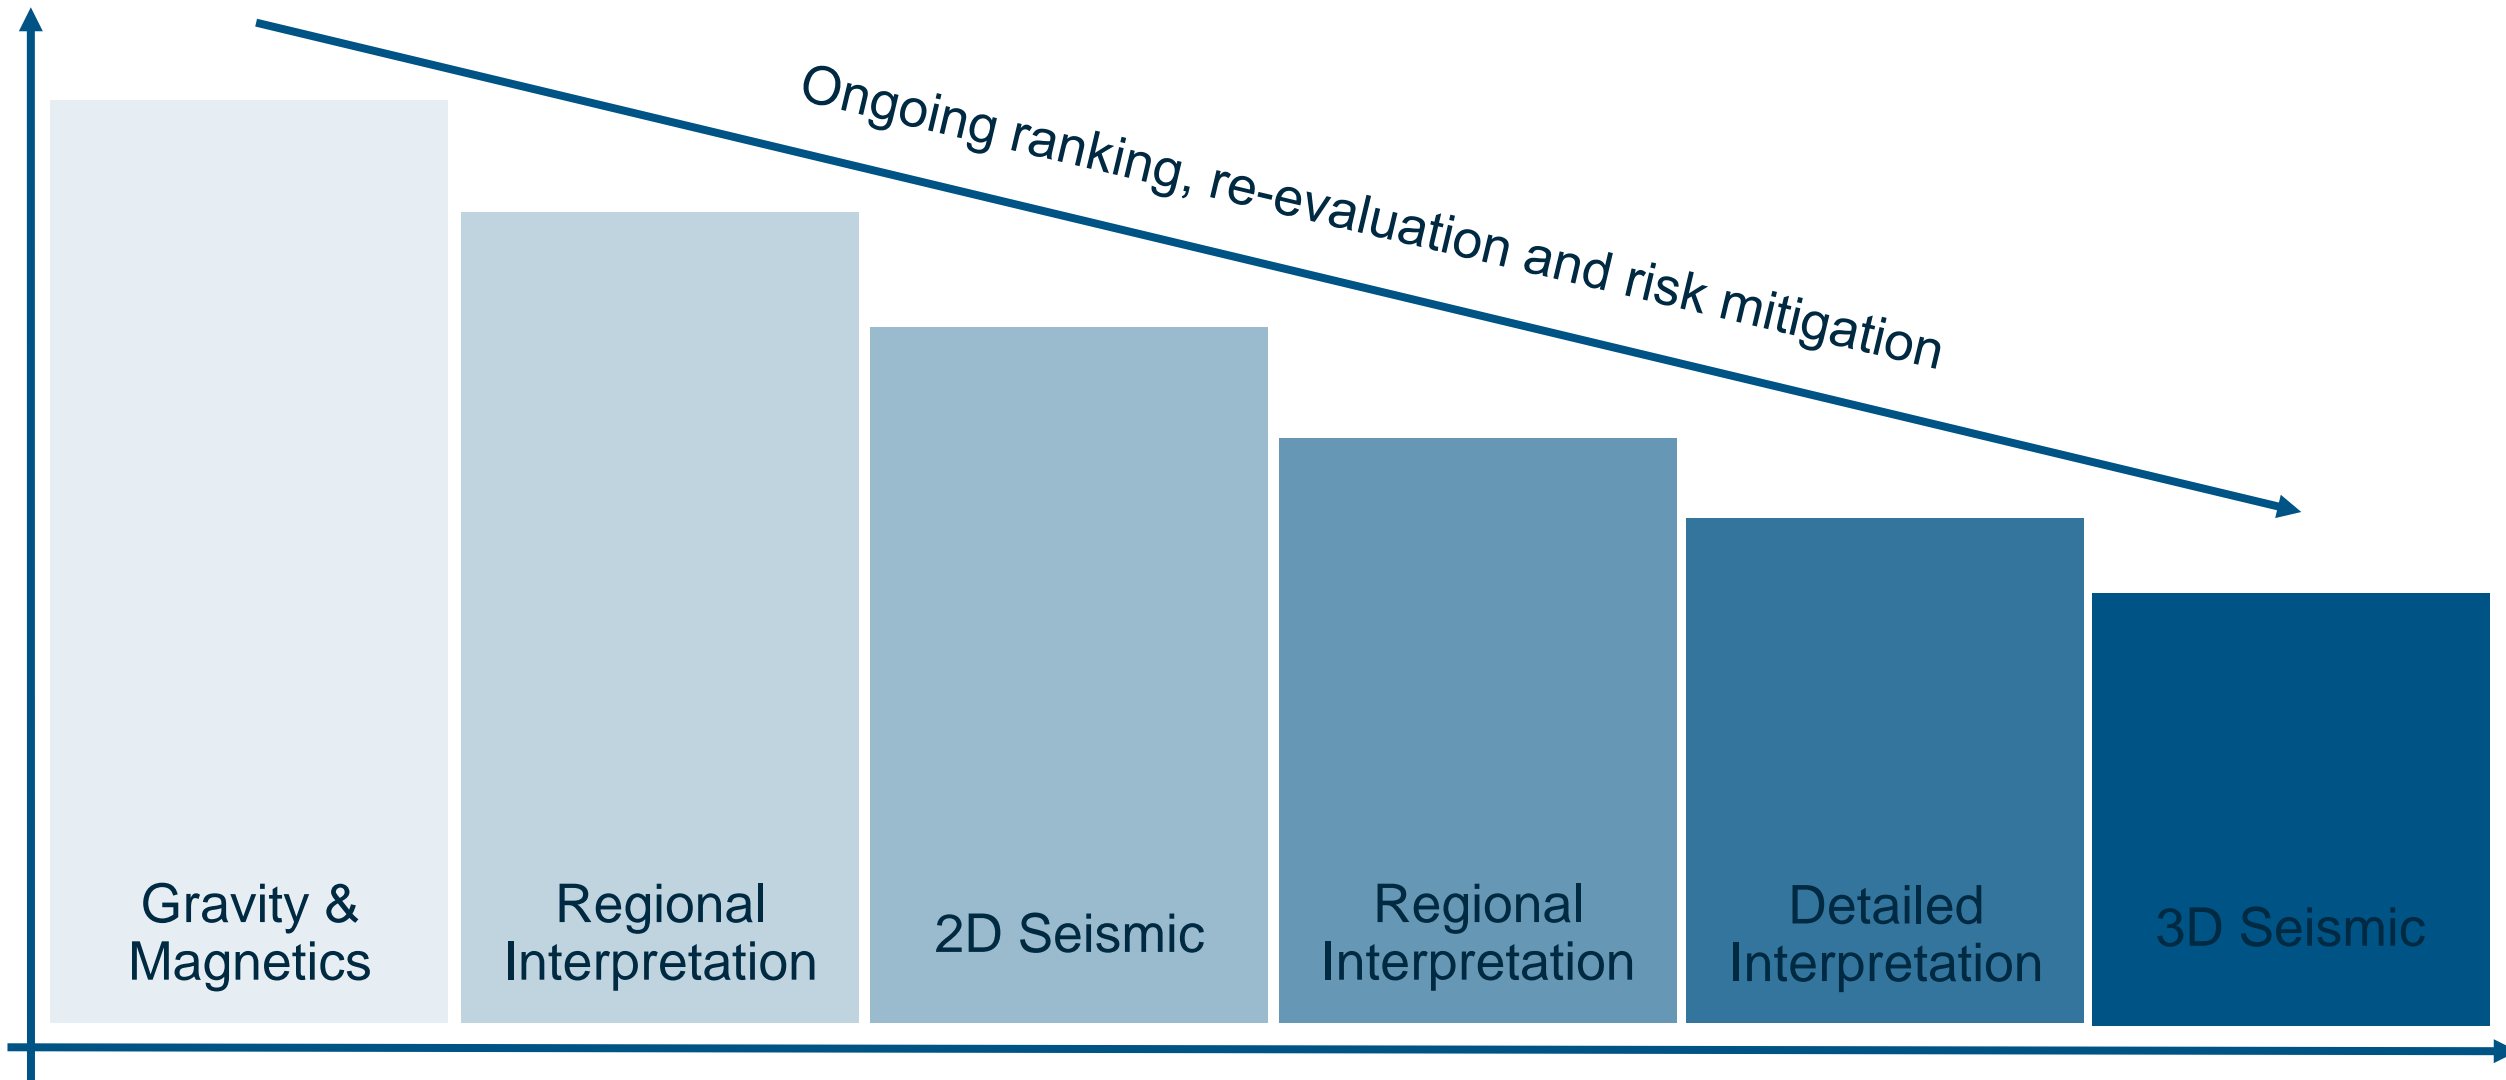 Ongoing ranking, re-evaluation and risk mitigation
Gravity &
Magnetics
Regional
Interpretation
2D Seismic
Regional
Interpretation
Detailed
Interpretation
3D Seismic